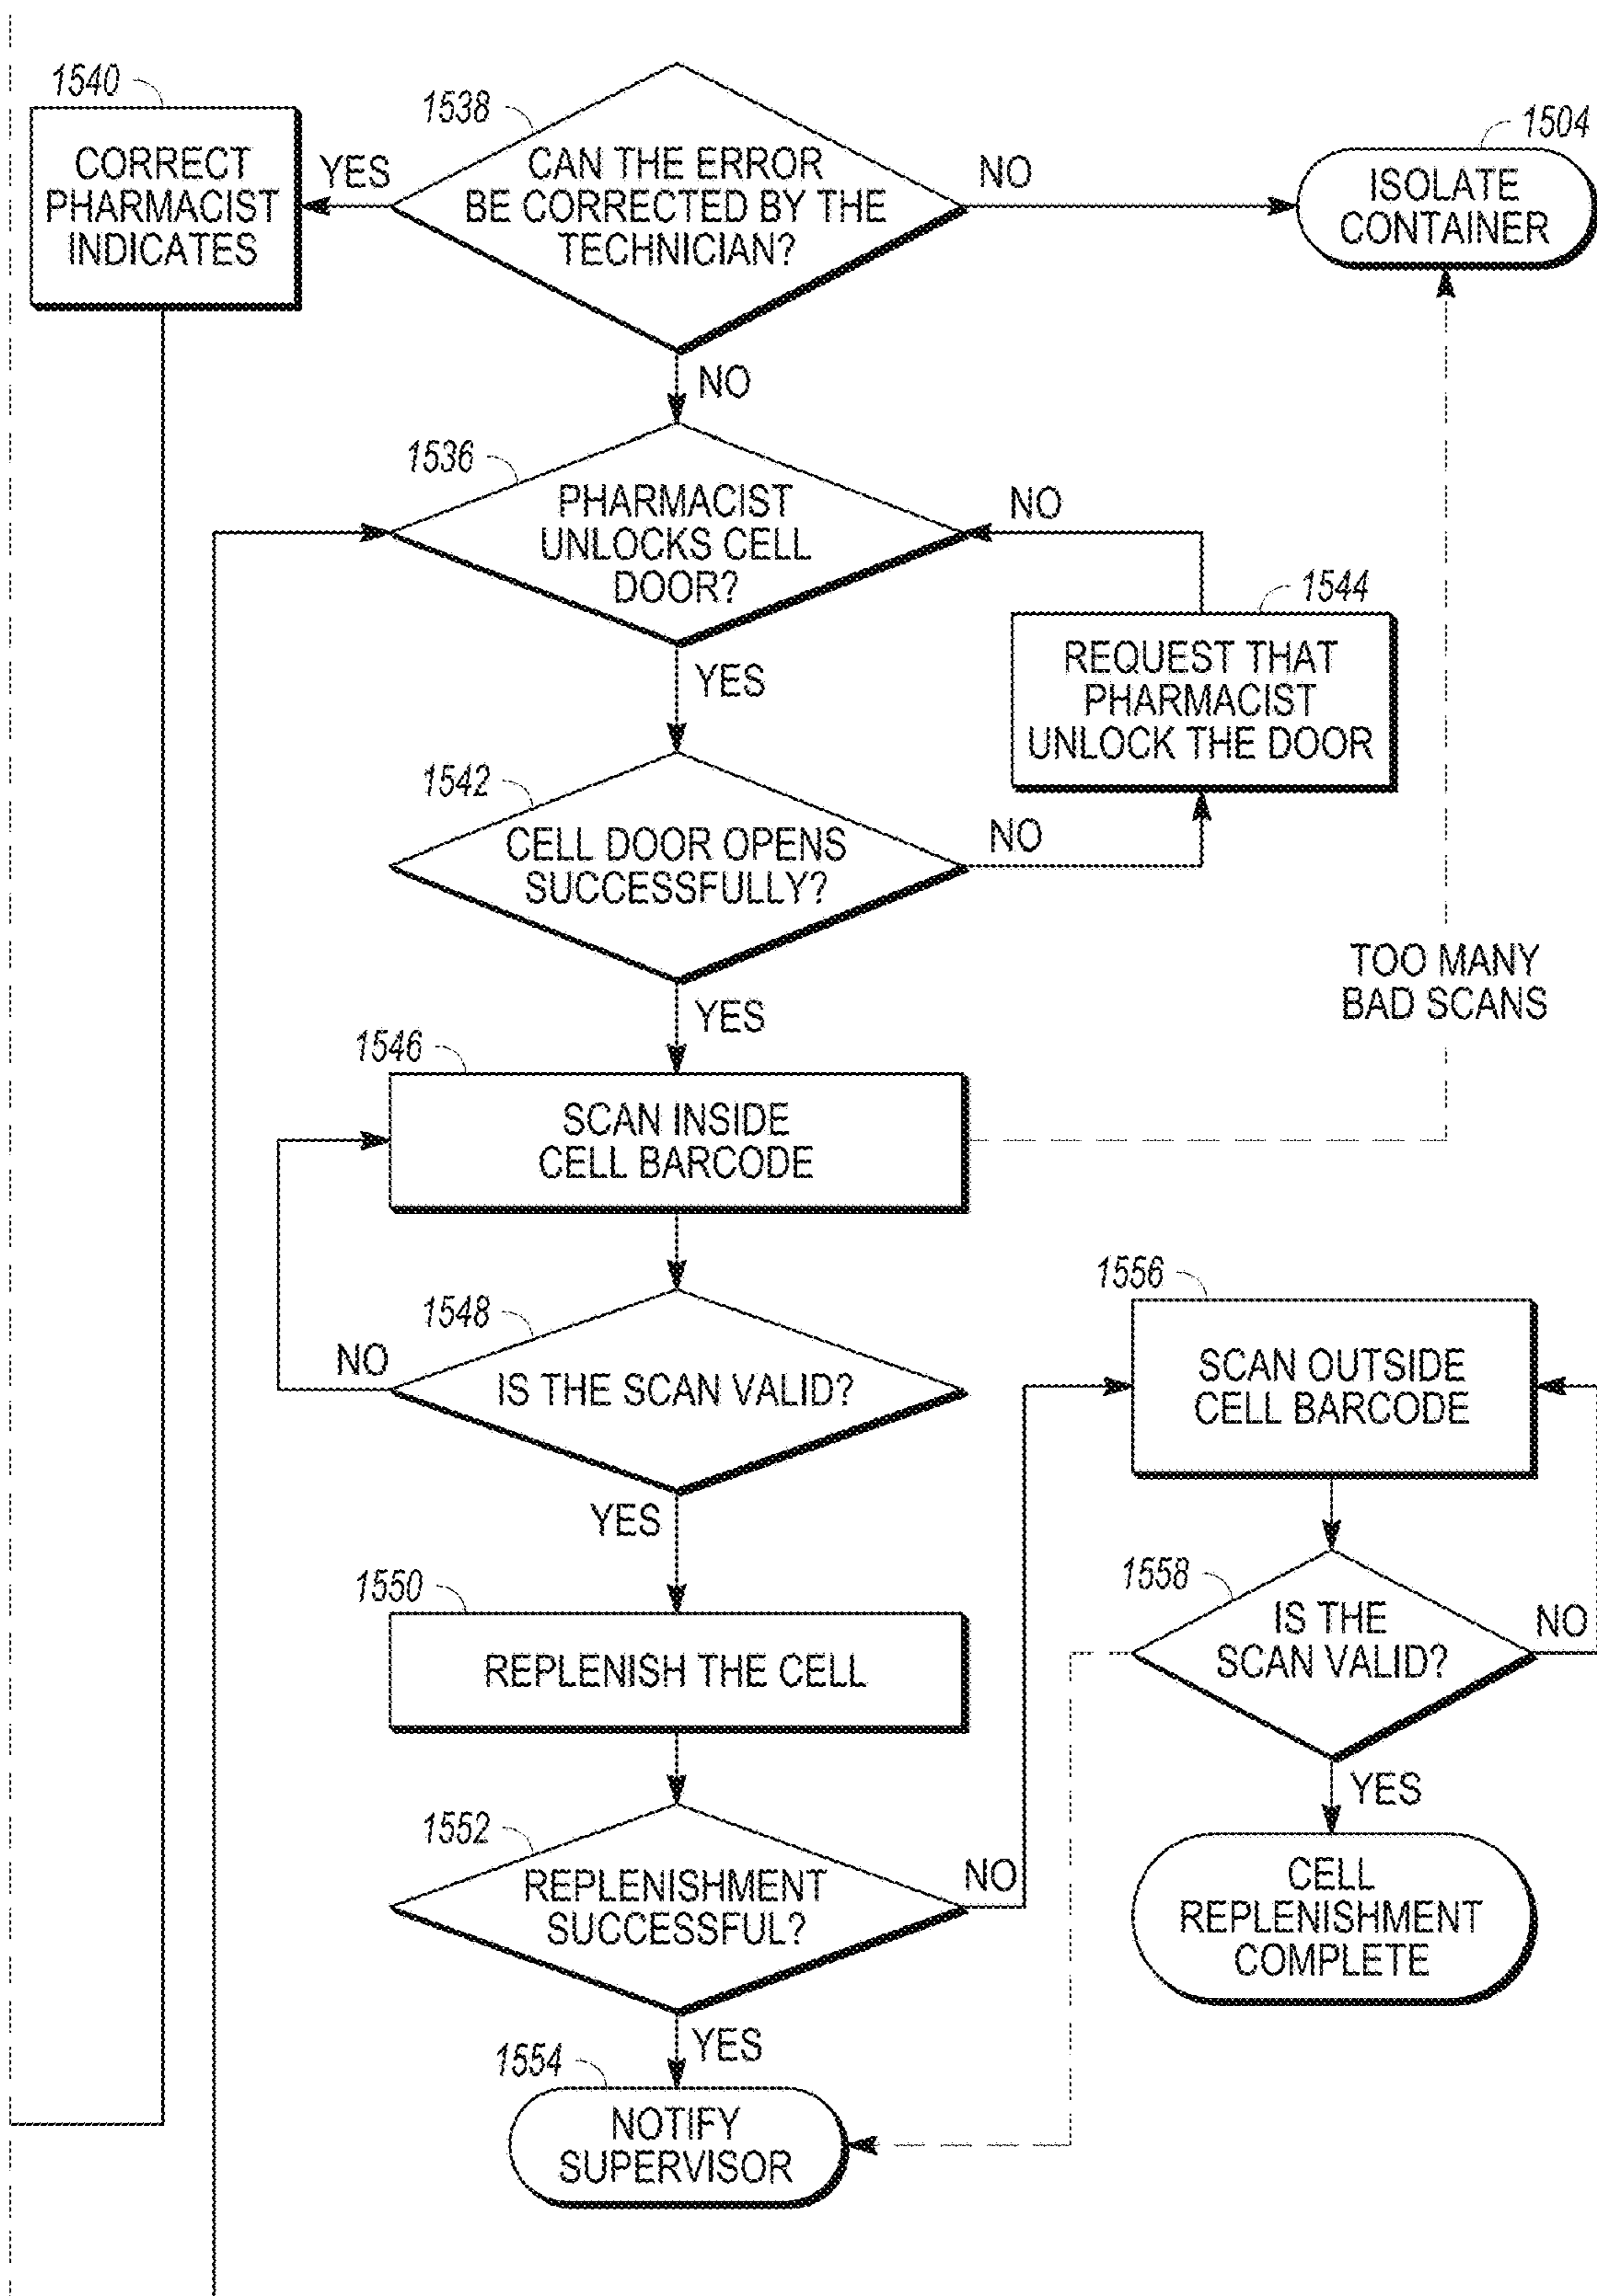 1540
CORRECT
PHARMACIST
INDICATES
YES
1538
CAN THE ERROR
BE CORRECTED BY THE
TECHNICIAN?
NO
1504
ISOLATE
CONTAINER
NO
1536
PHARMACIST
UNLOCKS CELL
DOOR?
NO
1544
REQUEST THAT
PHARMACIST
UNLOCK THE DOOR
YES
1542
CELL DOOR OPENS
SUCCESSFULLY?
NO
TOO MANY
BAD SCANS
YES
1546
SCAN INSIDE
CELL BARCODE
1548
NO
IS THE SCAN VALID?
YES
1556
SCAN OUTSIDE
CELL BARCODE
1550
REPLENISH THE CELL
1558
IS THE
SCAN VALID?
NO
YES
1552
REPLENISHMENT
SUCCESSFUL?
NO
CELL
REPLENISHMENT
COMPLETE
YES
1554
NOTIFY
SUPERVISOR